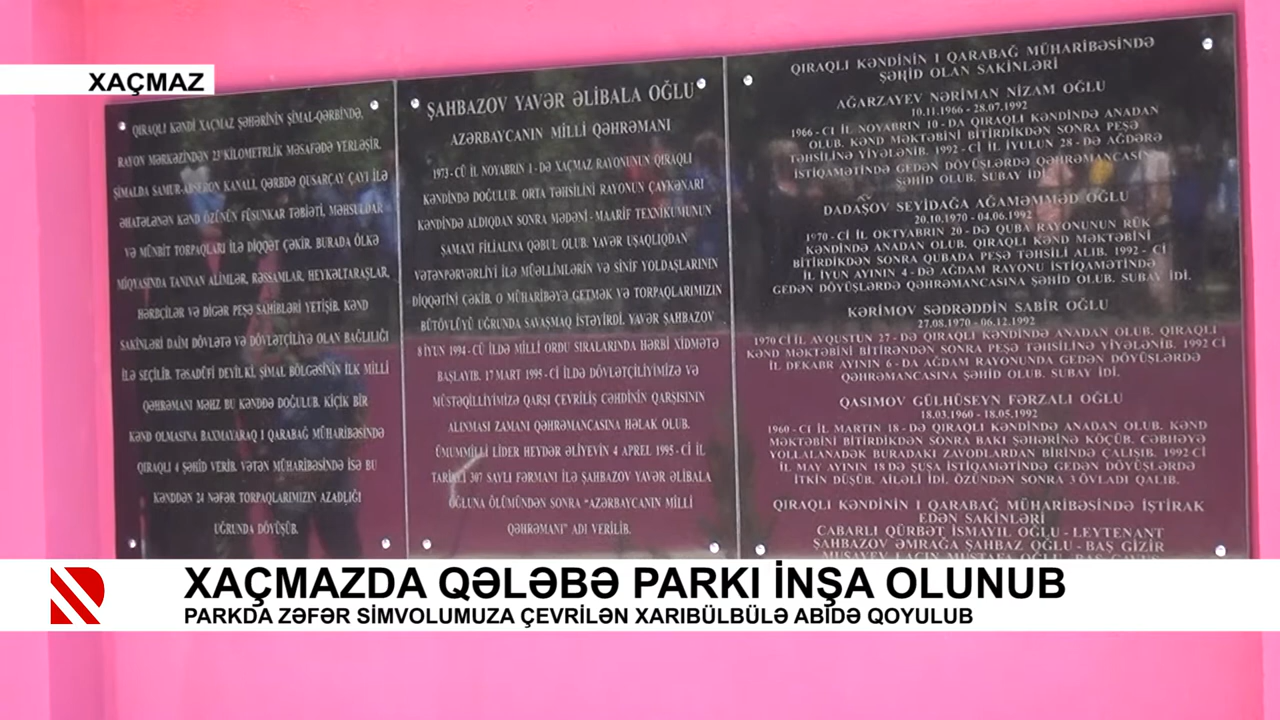 XAÇMAZ
QIRAQLI KƏNDİ XAÇMAZ ŞƏHƏRİNİN ŞİMAL-QƏRBİNDƏ,
RAYON MƏRKƏZİNDƏN 23 KİLOMETRLİK MƏSAFƏDƏ YERLƏŞİR.
ŞİMALDA SAMUR-ABŞERON KANALI, QƏRBDƏ QUSARÇAY ÇAYI İLƏ
ƏHATƏLƏNƏN KƏND ÖZÜNÜN FÜSUNKAR TƏBİƏTİ, MƏHSULDAR
VƏ MÜNBİT TORPAQLARI İLƏ DİQQƏT ÇƏKİR. BURADA ÖLKƏ
MİQYASINDA TANINAN ALİMLƏR, RƏSSAMLAR, HEYKƏLTARAŞLAR,
HƏRBÇİLƏR VƏ DİGƏR PEŞƏ SAHİBLƏRİ YETİŞİB. KƏND
SAKİNLƏRİ DAİM DÖVLƏTƏ VƏ DÖVLƏTÇİLİYƏ OLAN BAĞLILIĞI
İLƏ SEÇİLİB. TƏSADÜFİ DEYİL Kİ, ŞİMAL BÖLGƏSİNİN İLK MİLLİ
QƏHRƏMANI MƏHZ BU KƏNDDƏ DOĞULUB. KİÇİK BİR
KƏND OLMASINA BAXMAYARAQ I QARABAĞ MÜHARİBƏSİNDƏ
QIRAQLI 4 ŞƏHİD VERİB. VƏTƏN MÜHARİBƏSİNDƏ İSƏ BU
KƏNDDƏN 24 NƏFƏR TORPAQLARIMIZIN AZADLIĞI
UĞRUNDA DÖYÜŞÜB.
ŞAHBAZOV YAVƏR ƏLİBALA OĞLU
AZƏRBAYCANIN MİLLİ QƏHRƏMANI
1973-CÜ İL NOYABRIN 1-DƏ XAÇMAZ RAYONUNUN QIRAQLI
KƏNDİNDƏ DOĞULUB. ORTA TƏHSİLİNİ RAYONUN ÇAYKƏNARI
KƏNDİNDƏ ALDIQDAN SONRA MƏDƏNİ-MAARİF TEXNİKUMUNUN
ŞAMAXI FİLİALINA QƏBUL OLUB. YAVƏR UŞAQLIQDAN
VƏTƏNPƏRVƏRLİYİ İLƏ MÜƏLLİMLƏRİN VƏ SİNİF YOLDAŞLARININ
DİQQƏTİNİ ÇƏKİB. O MÜHARİBƏYƏ GETMƏK VƏ TORPAQLARIMIZIN
BÜTÖVLÜYÜ UĞRUNDA SAVAŞMAQ İSTƏYİRDİ. YAVƏR ŞAHBAZOV
8 İYUN 1994-CÜ İLDƏ MİLLİ ORDU SIRALARINDA HƏRBİ XİDMƏTƏ
BAŞLAYIB. 17 MART 1995-Cİ İLDƏ DÖVLƏTÇİLİYİMİZƏ VƏ
MÜSTƏQİLLİYİMİZƏ QARŞI ÇEVRİLİŞ CƏHDİNİN QARŞISININ
ALINMASI ZAMANI QƏHRƏMANCASINA HƏLAK OLUB.
ÜMUMMİLLİ LİDER HEYDƏR ƏLİYEVİN 4 APREL 1995-Cİ İL
TARİXLİ 307 SAYLI FƏRMANI İLƏ ŞAHBAZOV YAVƏR ƏLİBALA
OĞLUNA ÖLÜMÜNDƏN SONRA "AZƏRBAYCANIN MİLLİ
QƏHRƏMANI" ADI VERİLİB.
QIRAQLI KƏNDİNİN I QARABAĞ MÜHARİBƏSİNDƏ
ŞƏHİD OLAN SAKİNLƏRİ
AĞARZAYEV NƏRİMAN NİZAM OĞLU
10.11.1966 - 28.07.1992
1966-CI İL NOYABRIN 10-DA QIRAQLI KƏNDİNDƏ ANADAN
OLUB. KƏND MƏKTƏBİNİ BİTİRDİKDƏN SONRA PEŞƏ
TƏHSİLİNƏ YİYƏLƏNİB. 1992-Cİ İL İYULUN 28-DƏ AĞDƏRƏ
İSTİQAMƏTİNDƏ GEDƏN DÖYÜŞLƏRDƏ QƏHRƏMANCASINA
ŞƏHİD OLUB. SUBAY İDİ.
DADAŞOV SEYİDAĞA AĞAMƏMMƏD OĞLU
20.10.1970 - 04.06.1992
1970-Cİ İL OKTYABRIN 20-DƏ QUBA RAYONUNUN RÜK
KƏNDİNDƏ ANADAN OLUB. QIRAQLI KƏND MƏKTƏBİNİ
BİTİRDİKDƏN SONRA QUBADA PEŞƏ TƏHSİLİ ALIB. 1992-Cİ
İL İYUN AYININ 4-DƏ AĞDAM RAYONU İSTİQAMƏTİNDƏ
GEDƏN DÖYÜŞLƏRDƏ QƏHRƏMANCASINA ŞƏHİD OLUB. SUBAY İDİ.
KƏRİMOV SƏDRƏDDİN SABİR OĞLU
27.08.1970 - 06.12.1992
1970 Cİ İL AVQUSTUN 27-DƏ QIRAQLI KƏNDİNDƏ ANADAN OLUB. QIRAQLI
KƏND MƏKTƏBİNİ BİTİRƏNDƏN SONRA PEŞƏ TƏHSİLİNƏ YİYƏLƏNİB. 1992 Cİ
İL DEKABR AYININ 6-DA AĞDAM RAYONUNDA GEDƏN DÖYÜŞLƏRDƏ
QƏHRƏMANCASINA ŞƏHİD OLUB. SUBAY İDİ.
QASIMOV GÜLHÜSEYN FƏRZALI OĞLU
18.03.1960 - 18.05.1992
1960-CI İL MARTIN 18-DƏ QIRAQLI KƏNDİNDƏ ANADAN OLUB. KƏND
MƏKTƏBİNİ BİTİRDİKDƏN SONRA BAKI ŞƏHƏRİNƏ KÖÇÜB. CƏBHƏYƏ
YOLLALANADƏK BURADAKI ZAVODLARDAN BİRİNDƏ ÇALIŞIB. 1992
İL MAY AYININ 18 DƏ ŞUŞA İSTİQAMƏTİNDƏ GEDƏN DÖYÜŞLƏRDƏ
İTKİN DÜŞÜB. AİLƏLİ İDİ. ÖZÜNDƏN SONRA 3 ÖVLADI QALIB.
QIRAQLI KƏNDİNİN I QARABAĞ MÜHARİBƏSİNDƏ İŞTİRAK
EDƏN SAKİNLƏRİ
CABARLI QÜRBƏT İSMAYIL OĞLU - LEYTENANT
ŞAHBAZOV ƏMRAĞA ŞAHBAZ OĞLU - BAŞ GİZİR
XAÇMAZDA QƏLƏBƏ PARKI İNŞA OLUNUB
PARKDA ZƏFƏR SİMVOLUMUZA ÇEVRİLƏN XARIBÜLBÜLƏ ABİDƏ QOYULUB